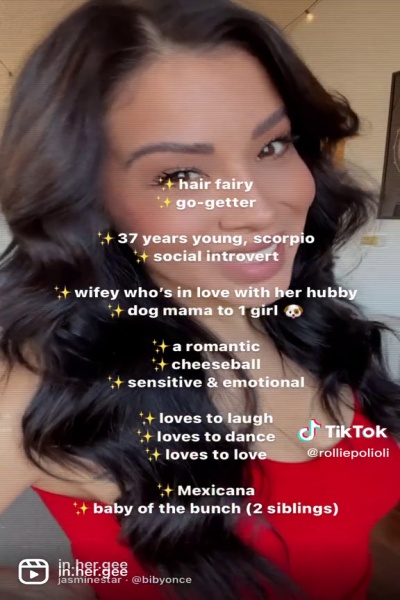 ✨hair fairy
✨go-getter
✨37 years young, scorpio
✨social introvert
✨wifey who's in love with her hubby
✨dog mama to 1 girl 🐶
✨a romantic
✨cheeseball
✨sensitive & emotional
✨loves to laugh
✨loves to dance
✨loves to love
TikTok
@rolliepolioli
✨Mexicana
✨baby of the bunch (2 siblings)
in.her.gee
jasminestar · @bibyonce